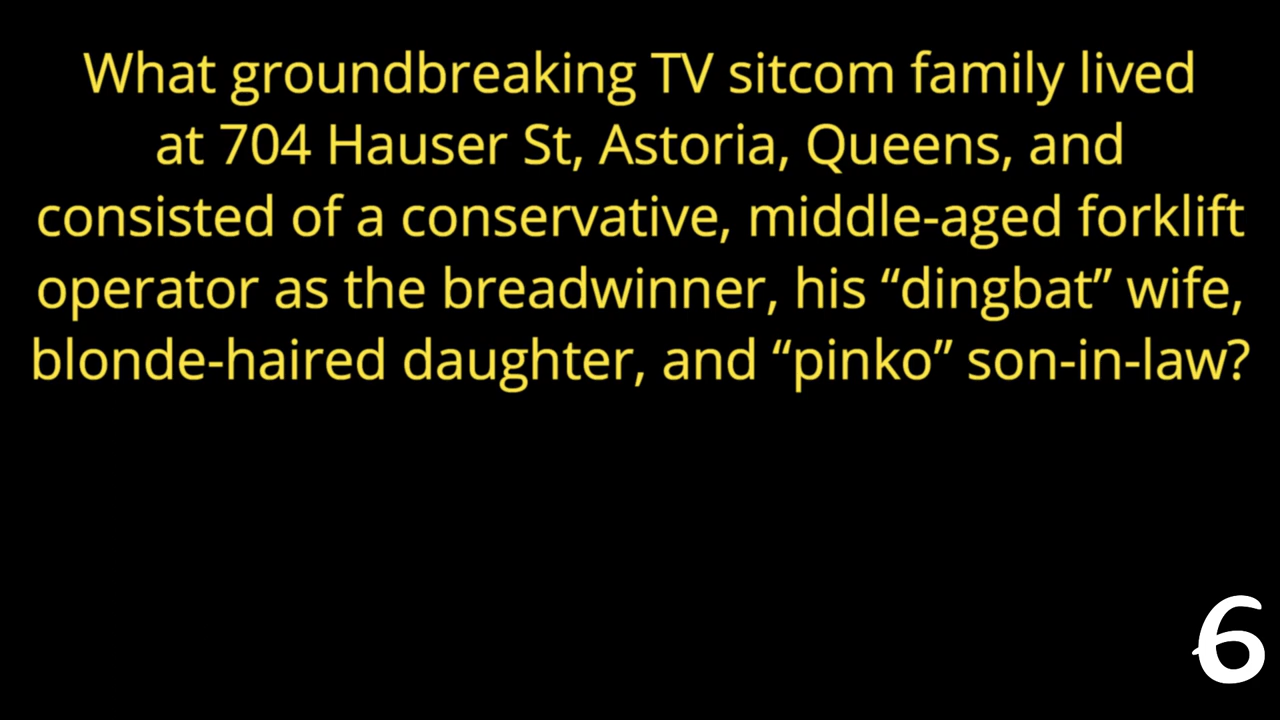 What groundbreaking TV sitcom family lived
at 704 Hauser St, Astoria, Queens, and
consisted of a conservative, middle-aged forklift
operator as the breadwinner, his “dingbat” wife,
blonde-haired daughter, and “pinko” son-in-law?
6